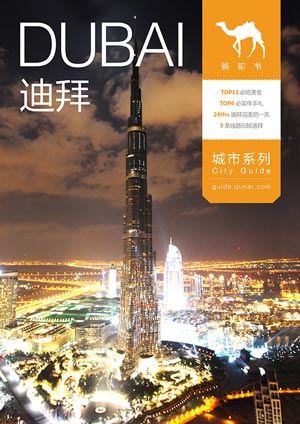 DUBAI
迪拜
骆驼书
TOP15 必吃美食
TOP6 必买伴手礼
24Hrs 迪拜完美的一天
3 条线路玩转迪拜
城市系列
City Guide
guide.qunar.com